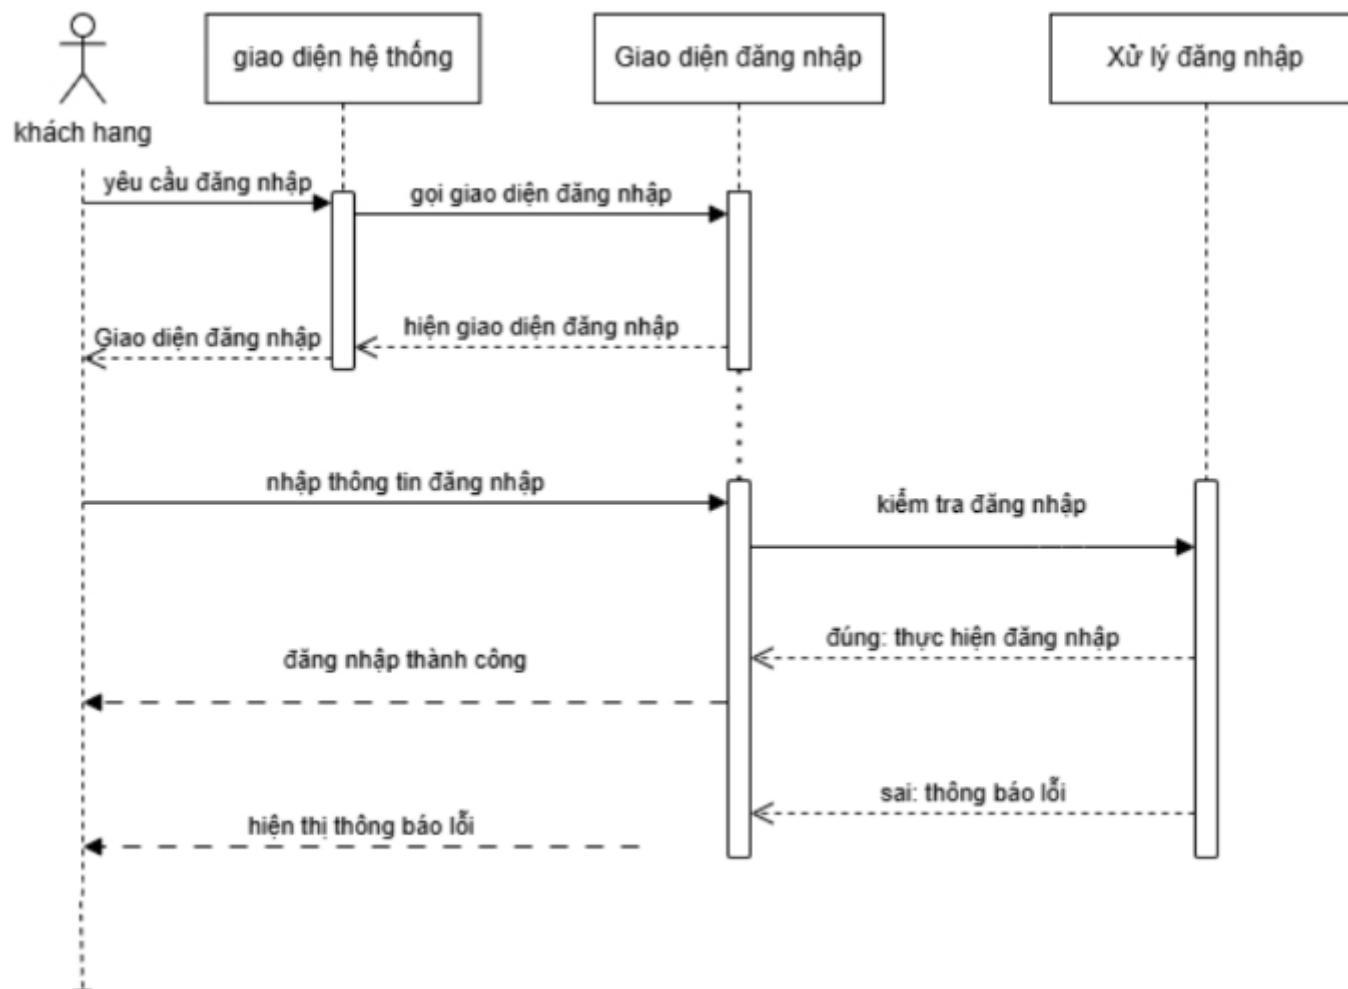 giao diện hệ thống
Giao diện đăng nhập
Xử lý đăng nhập
khách hang
yêu cầu đăng nhập
gọi giao diện đăng nhập
hiện giao diện đăng nhập
Giao diện đăng nhập
nhập thông tin đăng nhập
kiểm tra đăng nhập
đúng: thực hiện đăng nhập
đăng nhập thành công
sai: thông báo lỗi
hiện thị thông báo lỗi